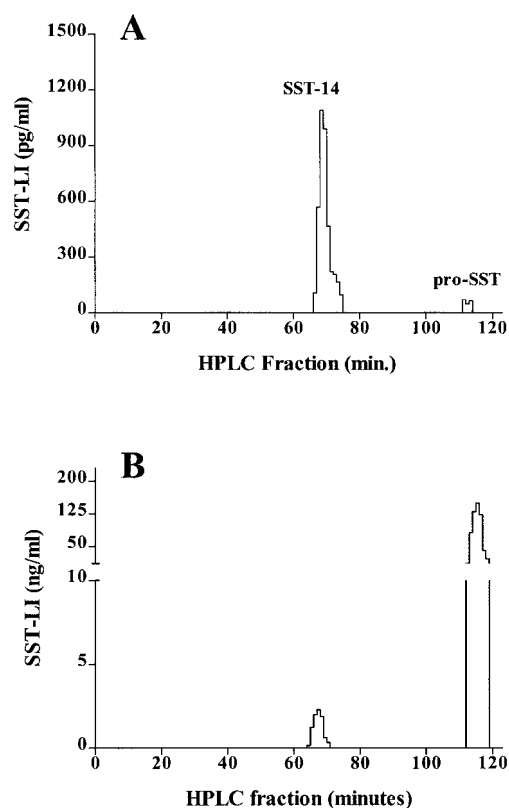 A
1500
1200
900
600
300
0
SST-LI (pg/ml)
SST-14
pro-SST
0 20 40 60 80 100 120
HPLC Fraction (min.)
B
200
125
50
10
5
0
SST-LI (ng/ml)
0 20 40 60 80 100 120
HPLC fraction (minutes)